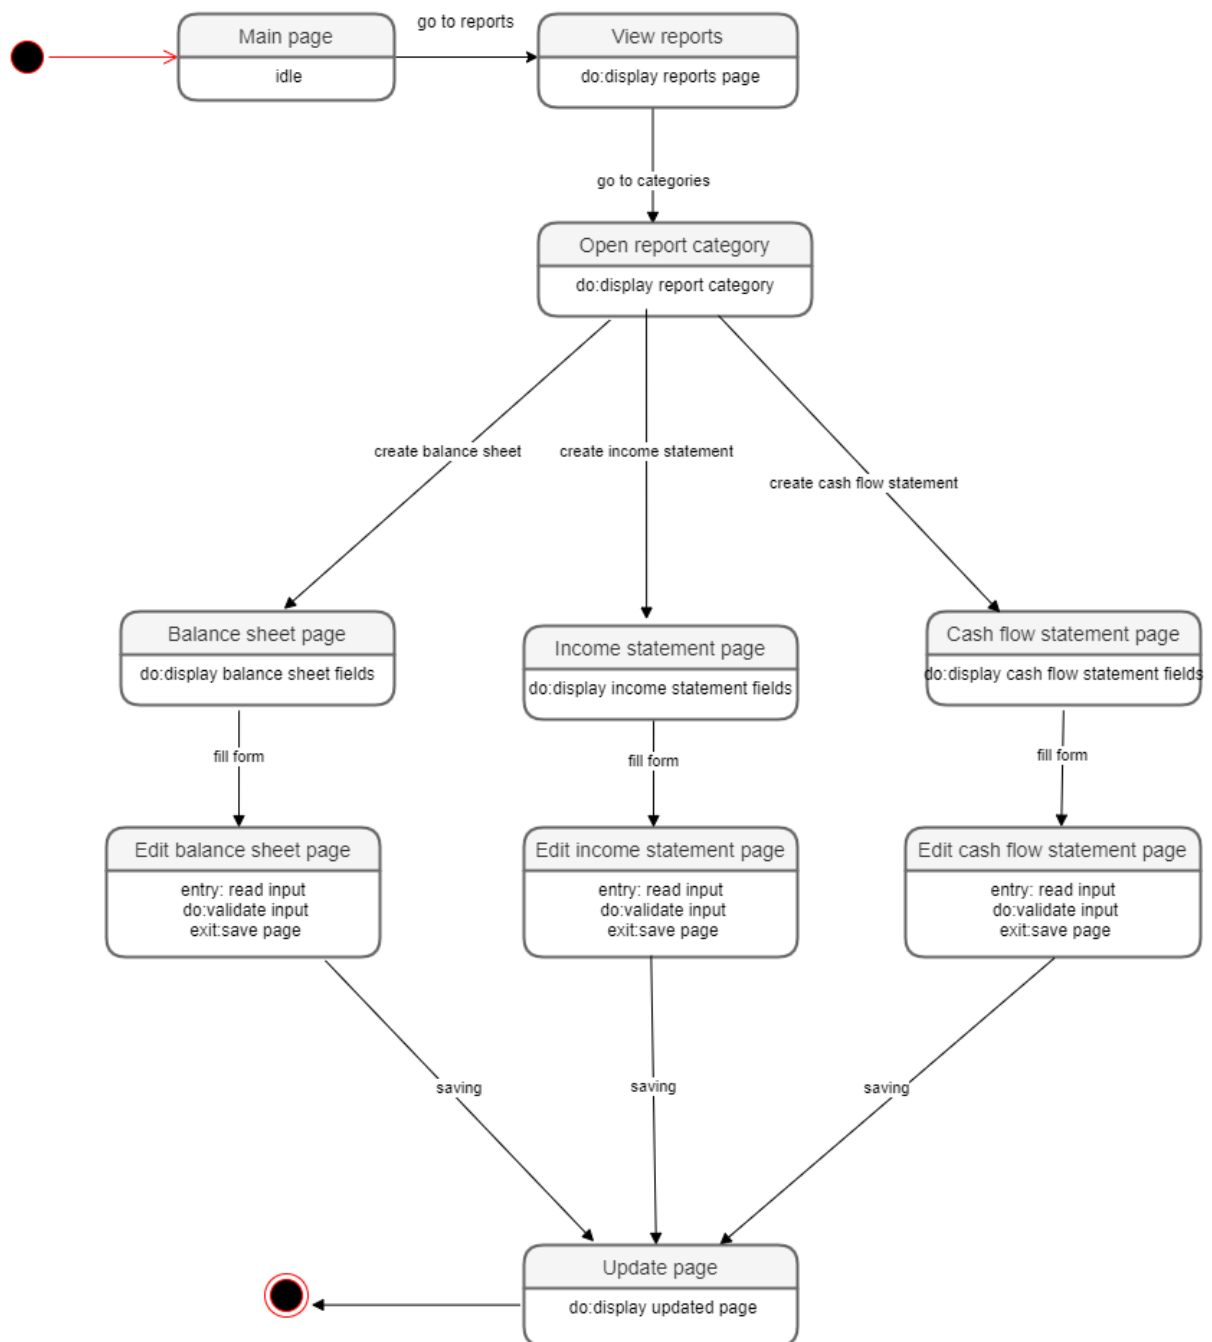 go to reports
Main page
idle
View reports
do:display reports page
go to categories
Open report category
do:display report category
create balance sheet
create income statement
create cash flow statement
Balance sheet page
do:display balance sheet fields
Income statement page
do:display income statement fields
Cash flow statement page
do:display cash flow statement fields
fill form
fill form
fill form
Edit balance sheet page
entry: read input
do:validate input
exit:save page
Edit income statement page
entry: read input
do:validate input
exit:save page
Edit cash flow statement page
entry: read input
do:validate input
exit:save page
saving
saving
saving
Update page
do:display updated page